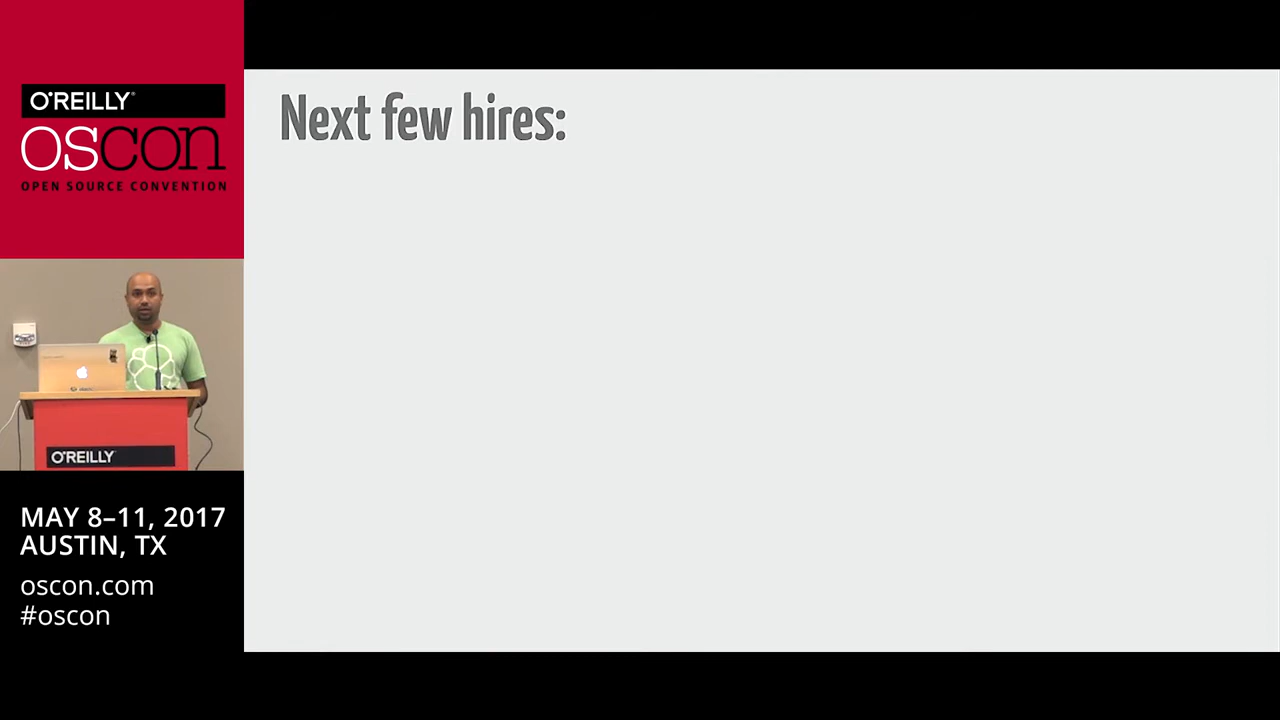 O'REILLY®
OSCON
OPEN SOURCE CONVENTION
Next few hires:
O'REILLY
MAY 8–11, 2017
AUSTIN, TX
oscon.com
#oscon